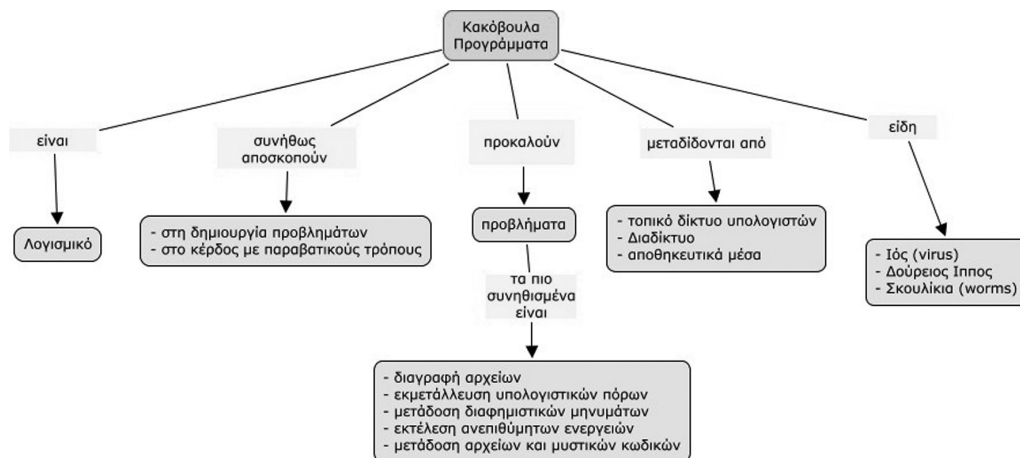 Κακόβουλα
Προγράμματα
είναι
συνήθως
αποσκοπούν
προκαλούν
μεταδίδονται από
είδη
Λογισμικό
- στη δημιουργία προβλημάτων
- στο κέρδος με παραβατικούς τρόπους
προβλήματα
- τοπικό δίκτυο υπολογιστών
- Διαδίκτυο
- αποθηκευτικά μέσα
- Ιός (virus)
- Δούρειος Ιππος
- Σκουλίκια (worms)
τα πιο
συνηθισμένα
είναι
- διαγραφή αρχείων
- εκμετάλλευση υπολογιστικών πόρων
- μετάδοση διαφημιστικών μηνυμάτων
- εκτέλεση ανεπιθύμητων ενεργειών
- μετάδοση αρχείων και μυστικών κωδικών